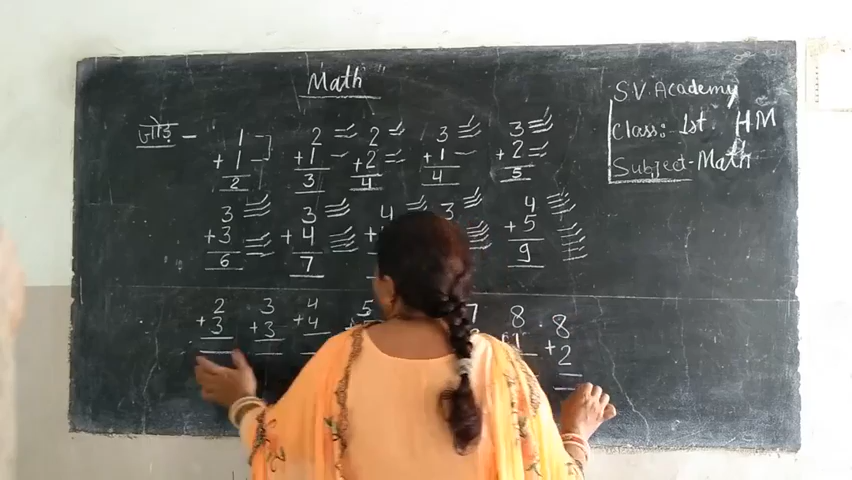 Math
S.V. Academy
Class:- 1st. HM
Subject - Math
जोड़ -
1 2 2 3 3
+1 +1 +2 +1 +2
2 3 4 4 5
3 3 4 3 4
+3 +4 + +5
6 7 9
2 3 4 5 7 8 8
+3 +3 +4 + 1 +2